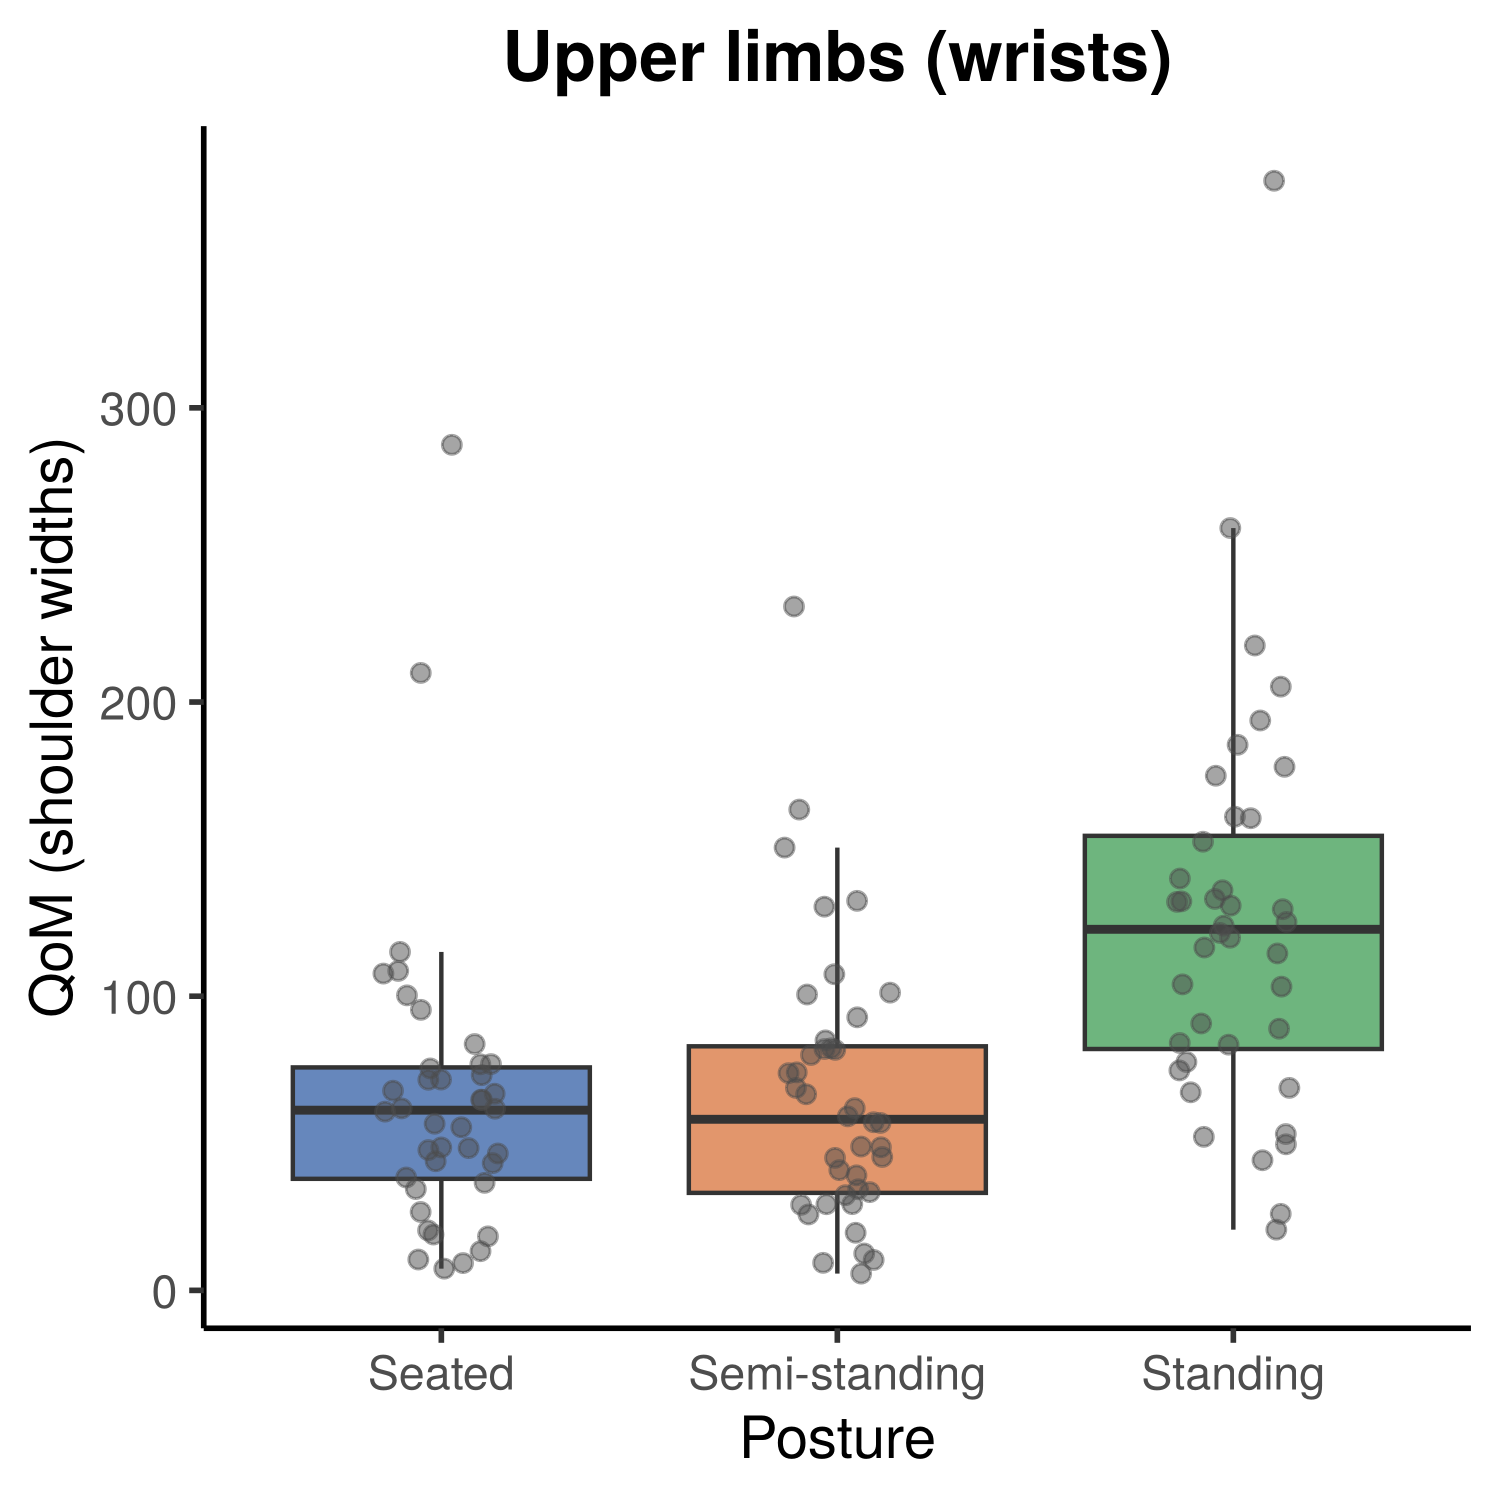 Upper limbs (wrists)
QoM (shoulder widths)
300
200
100
0
Seated
Semi-standing
Standing
Posture